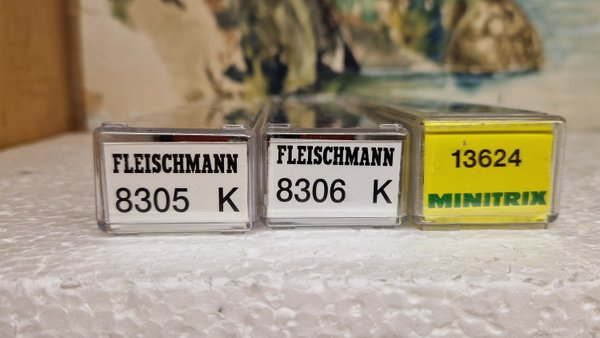 FLEISCHMANN
8305 K
FLEISCHMANN
8306 K
13624
MINITRIX